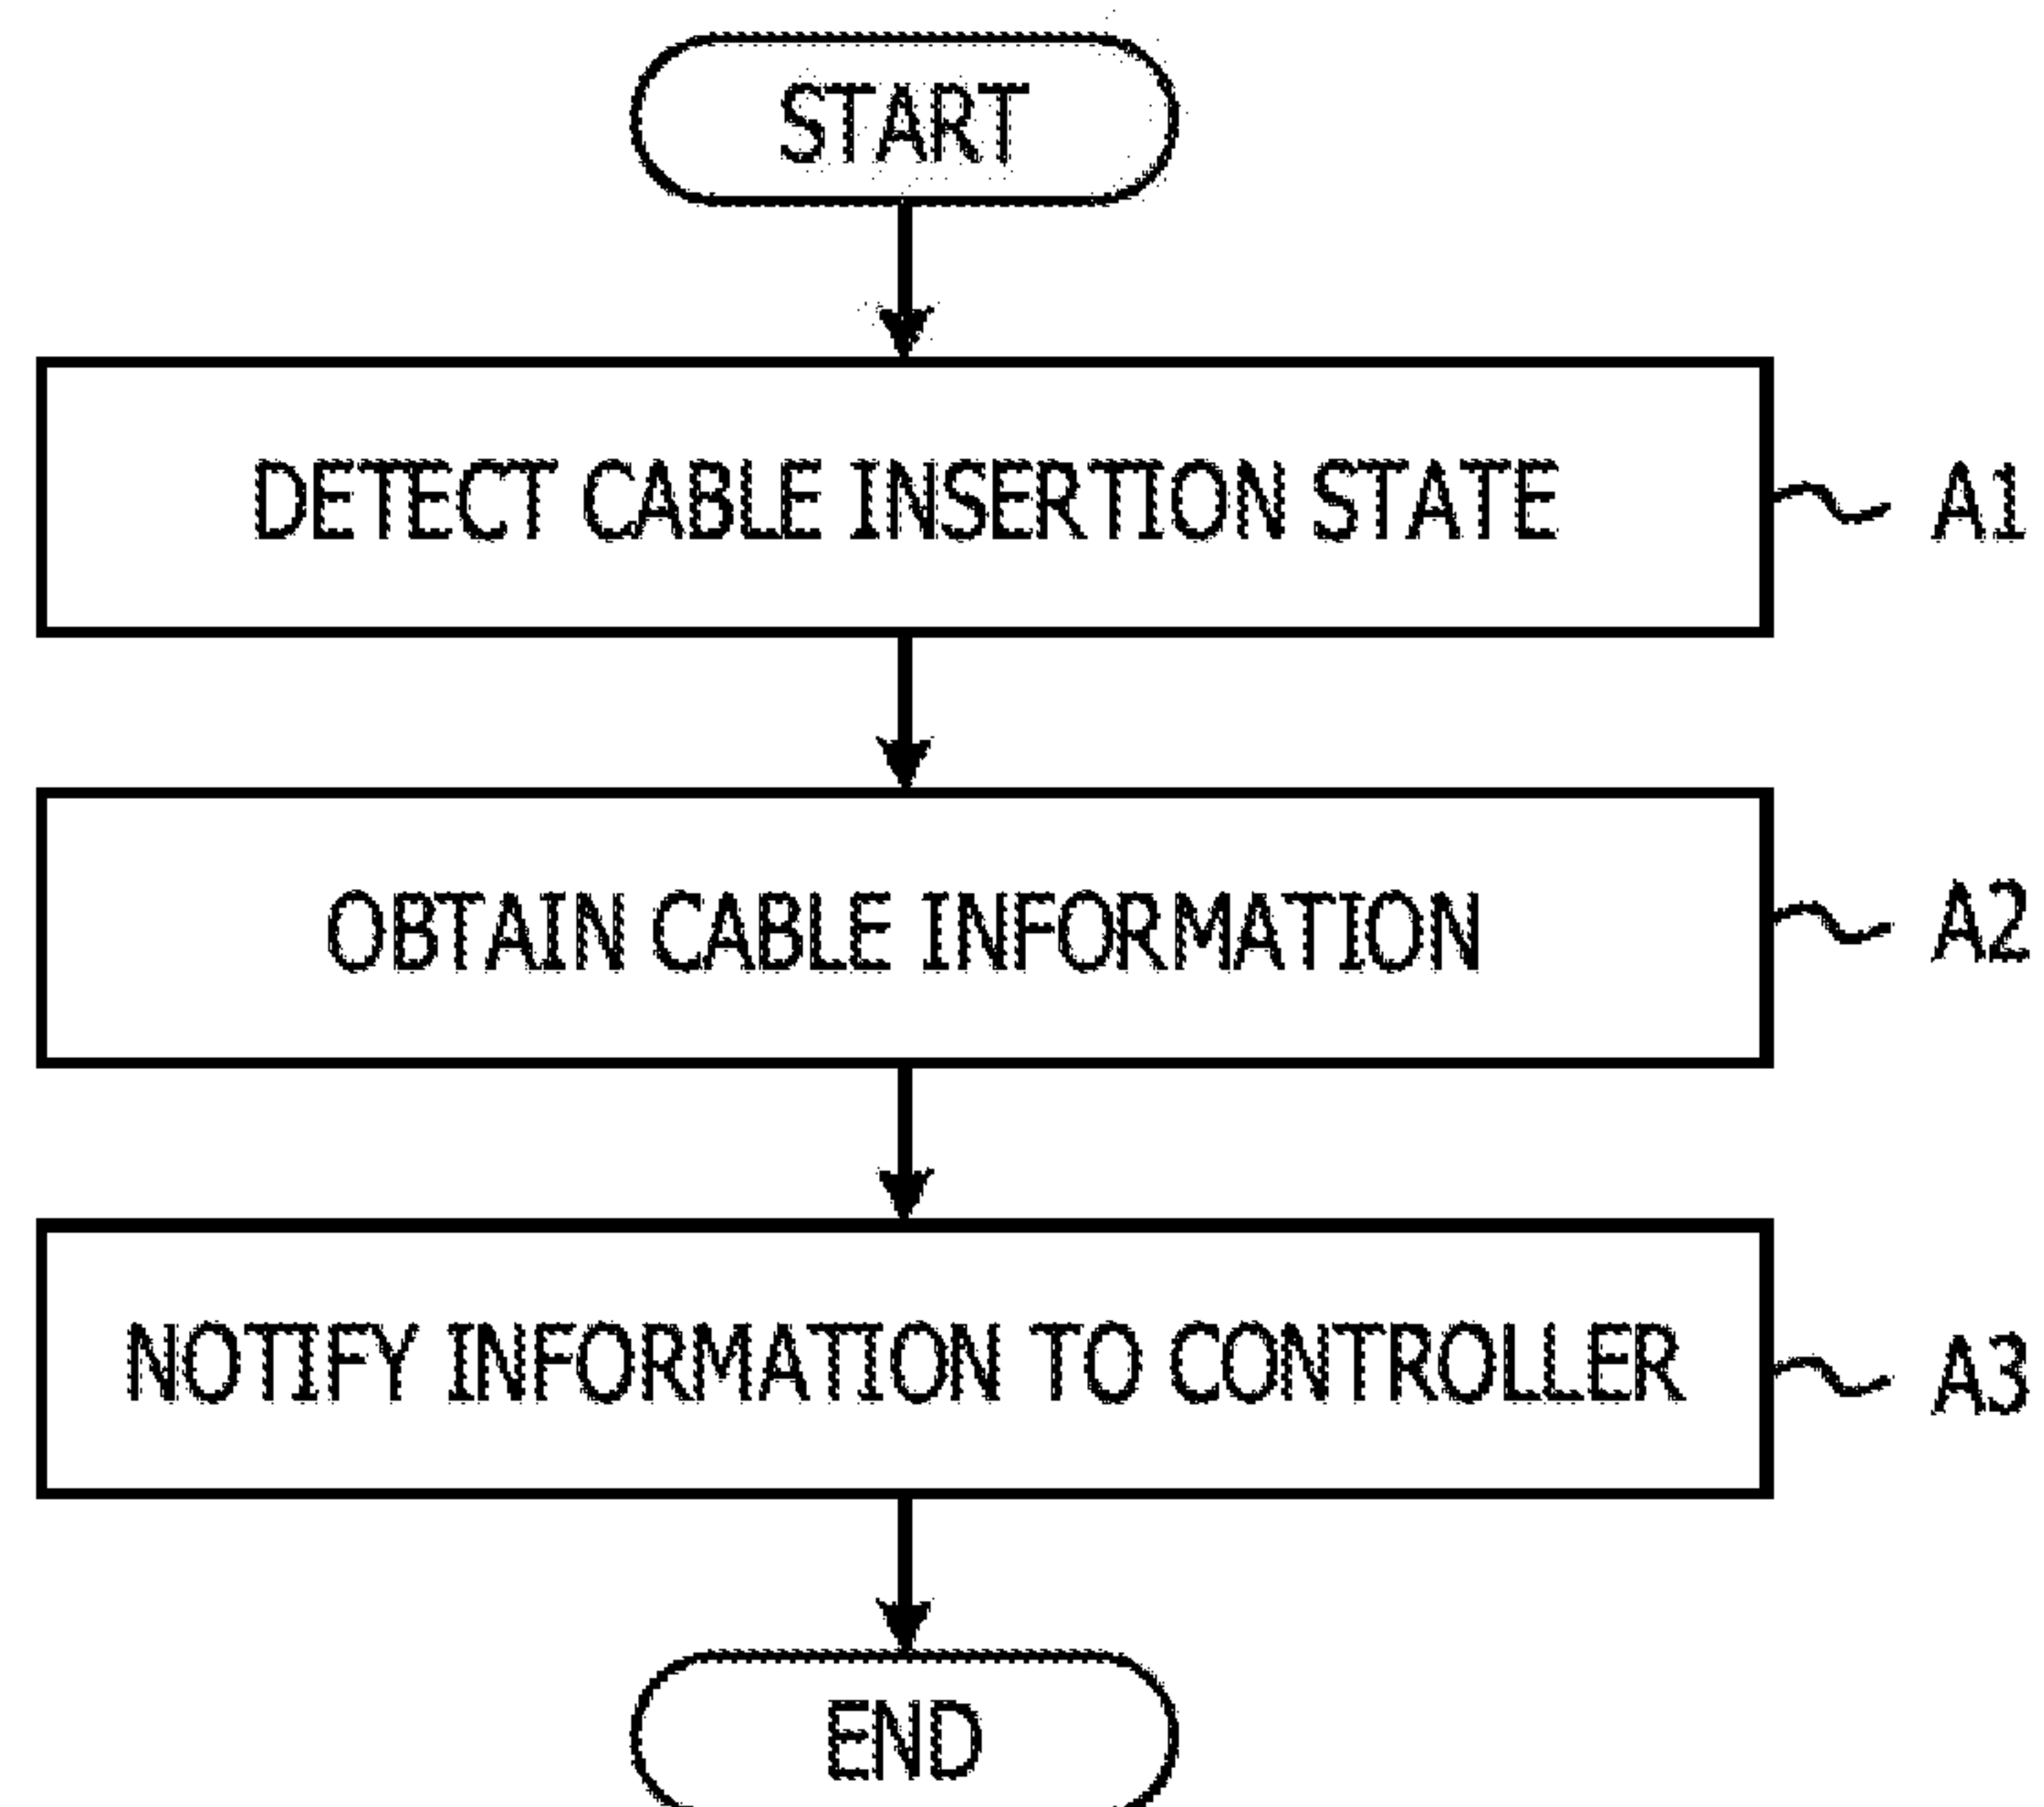 START
DETECT CABLE INSERTION STATE
A1
OBTAIN CABLE INFORMATION
A2
NOTIFY INFORMATION TO CONTROLLER
A3
END